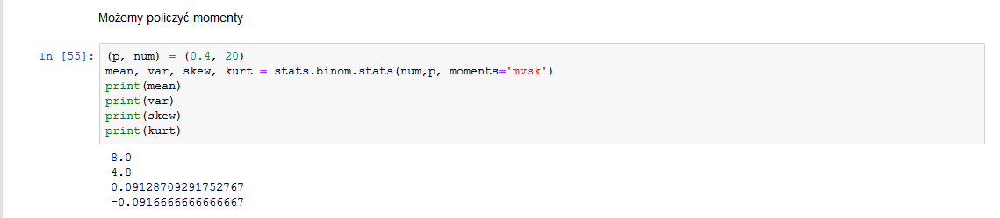 Możemy policzyć momenty
In [55]: (p, num) = (0.4, 20)
mean, var, skew, kurt = stats.binom.stats(num,p, moments='mvsk')
print(mean)
print(var)
print(skew)
print(kurt)
8.0
4.8
0.09128709291752767
-0.0916666666666667